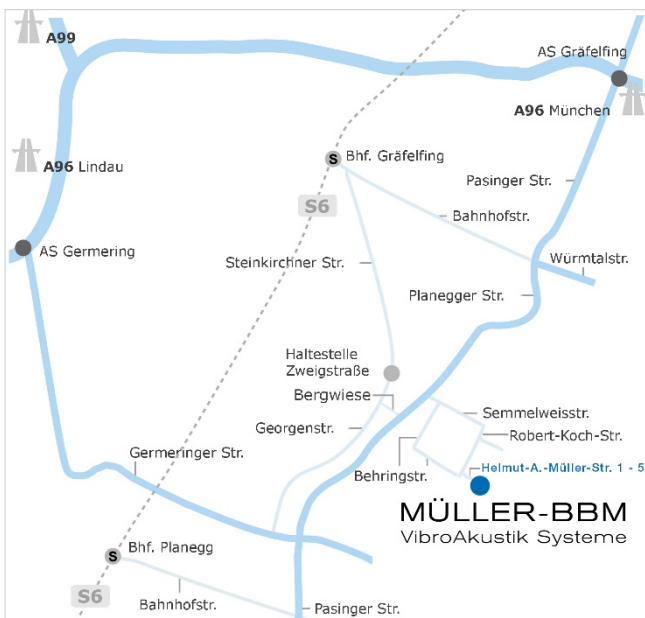 A99
AS Gräfelfing
A96 München
S
Bhf. Gräfelfing
A96 Lindau
Pasinger Str.
S6
Bahnhofstr.
AS Germering
Steinkirchner Str.
Würmtalstr.
Planegger Str.
Haltestelle
Zweigstraße
Bergwiese
Semmelweisstr.
Georgenstr.
Robert-Koch-Str.
Germeringer Str.
Behringstr.
Helmut-A.-Müller-Str. 1 - 5
MÜLLER-BBM
VibroAkustik Systeme
S
Bhf. Planegg
S6
Bahnhofstr.
Pasinger Str.